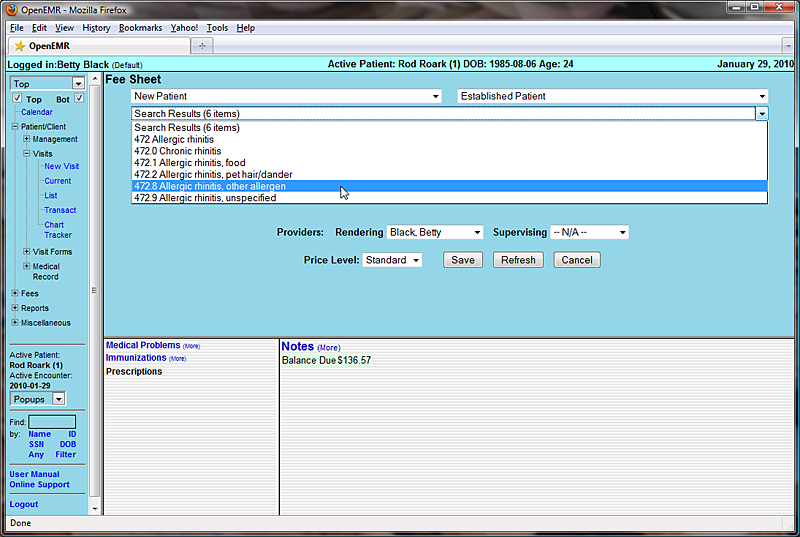 OpenEMR - Mozilla Firefox
File Edit View History Bookmarks Yahoo! Tools Help
OpenEMR
Logged in:Betty Black (Default)
Active Patient: Rod Roark (1) DOB: 1985-08-06 Age: 24
January 29, 2010
Top
Top Bot
Calendar
Patient/Client
Management
Visits
New Visit
Current
List
Transact
Chart
Tracker
Visit Forms
Medical
Record
Fees
Reports
Miscellaneous
Active Patient:
Rod Roark (1)
Active Encounter:
2010-01-29
Popups
Find:
by: Name ID
SSN DOB
Any Filter
User Manual
Online Support
Logout
Fee Sheet
New Patient
Established Patient
Search Results (6 items)
Search Results (6 items)
472 Allergic rhinitis
472.0 Chronic rhinitis
472.1 Allergic rhinitis, food
472.2 Allergic rhinitis, pet hair/dander
472.8 Allergic rhinitis, other allergen
472.9 Allergic rhinitis, unspecified
Providers: Rendering Black, Betty Supervising -- N/A --
Price Level: Standard Save Refresh Cancel
Medical Problems (More)
Immunizations (More)
Prescriptions
Notes (More)
Balance Due $136.57
Done